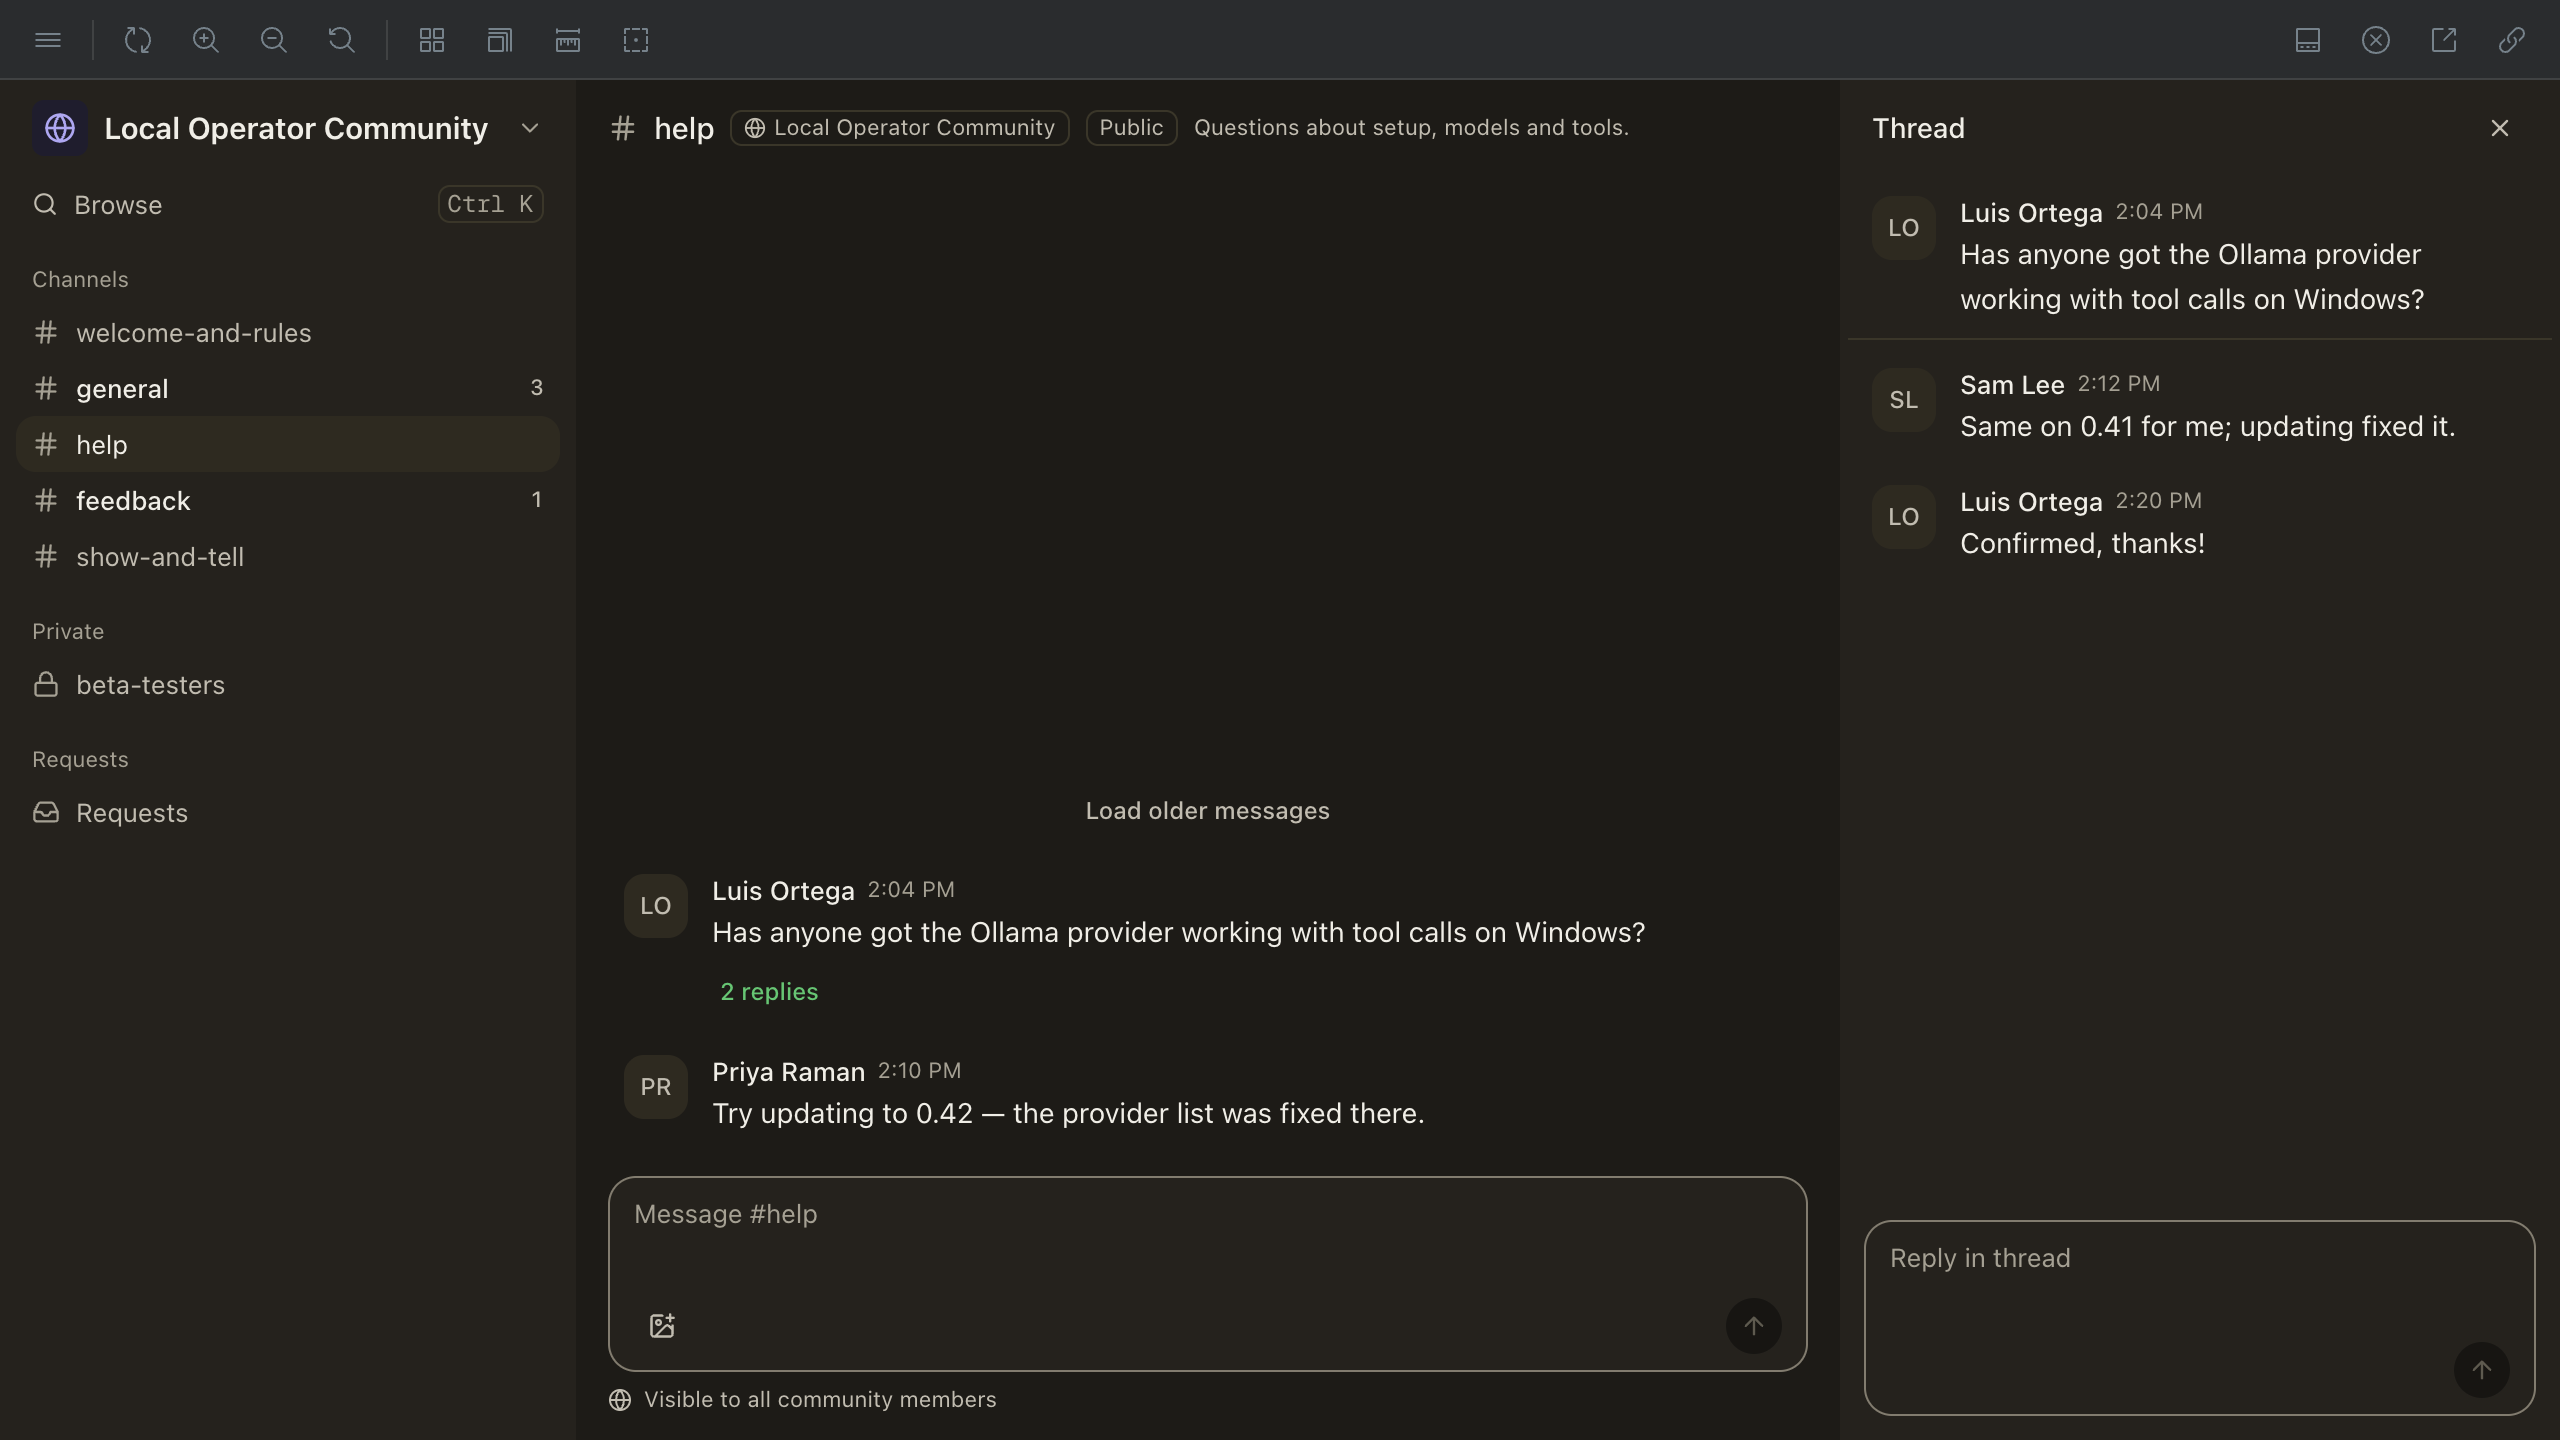 Local Operator Community
Browse
Ctrl K
Channels
welcome-and-rules
general
3
help
feedback
1
show-and-tell
Private
beta-testers
Requests
Requests
# help
Local Operator Community
Public
Questions about setup, models and tools.
Load older messages
LO
Luis Ortega 2:04 PM
Has anyone got the Ollama provider working with tool calls on Windows?
2 replies
PR
Priya Raman 2:10 PM
Try updating to 0.42 — the provider list was fixed there.
Message #help
Visible to all community members
Thread
LO
Luis Ortega 2:04 PM
Has anyone got the Ollama provider
working with tool calls on Windows?
SL
Sam Lee 2:12 PM
Same on 0.41 for me; updating fixed it.
LO
Luis Ortega 2:20 PM
Confirmed, thanks!
Reply in thread